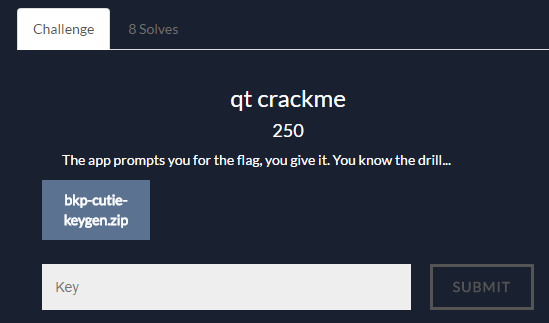 Challenge
8 Solves
qt crackme
250
The app prompts you for the flag, you give it. You know the drill...
bkp-cutie-
keygen.zip
Key
SUBMIT